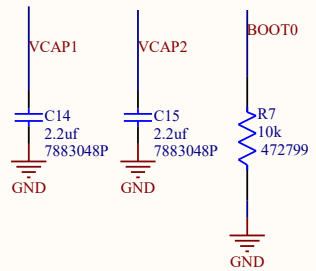 VCAP1
VCAP2
BOOT0
C14
2.2uf
7883048P
C15
2.2uf
7883048P
R7
10k
472799
GND
GND
GND